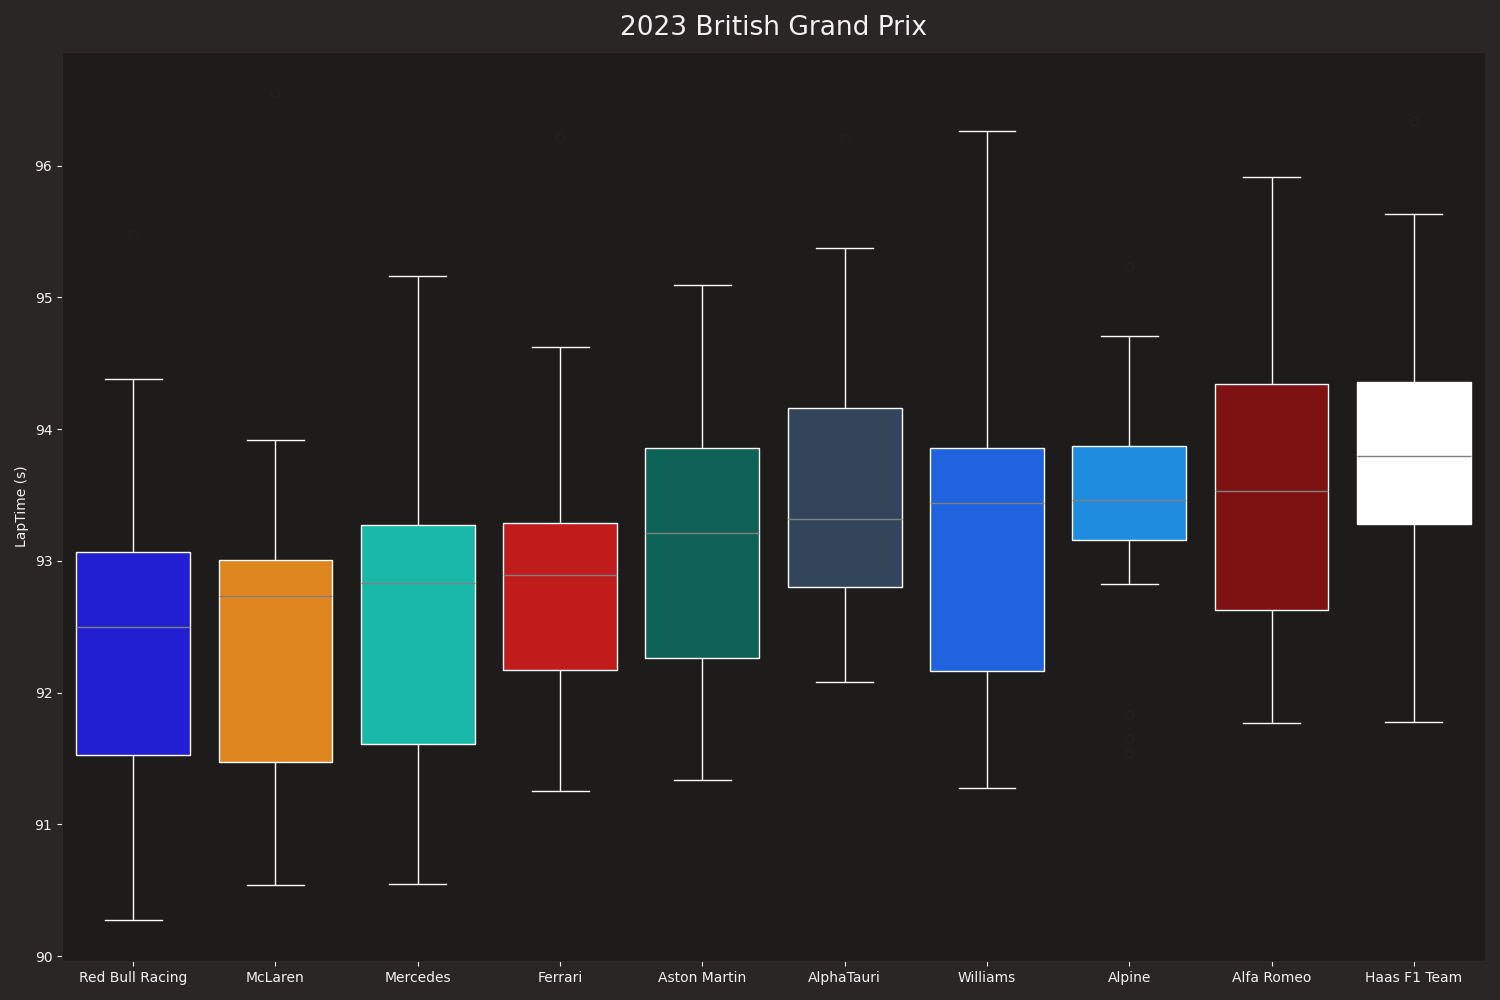 2023 British Grand Prix
LapTime (s)
96
95
94
93
92
91
90
Red Bull Racing
McLaren
Mercedes
Ferrari
Aston Martin
AlphaTauri
Williams
Alpine
Alfa Romeo
Haas F1 Team